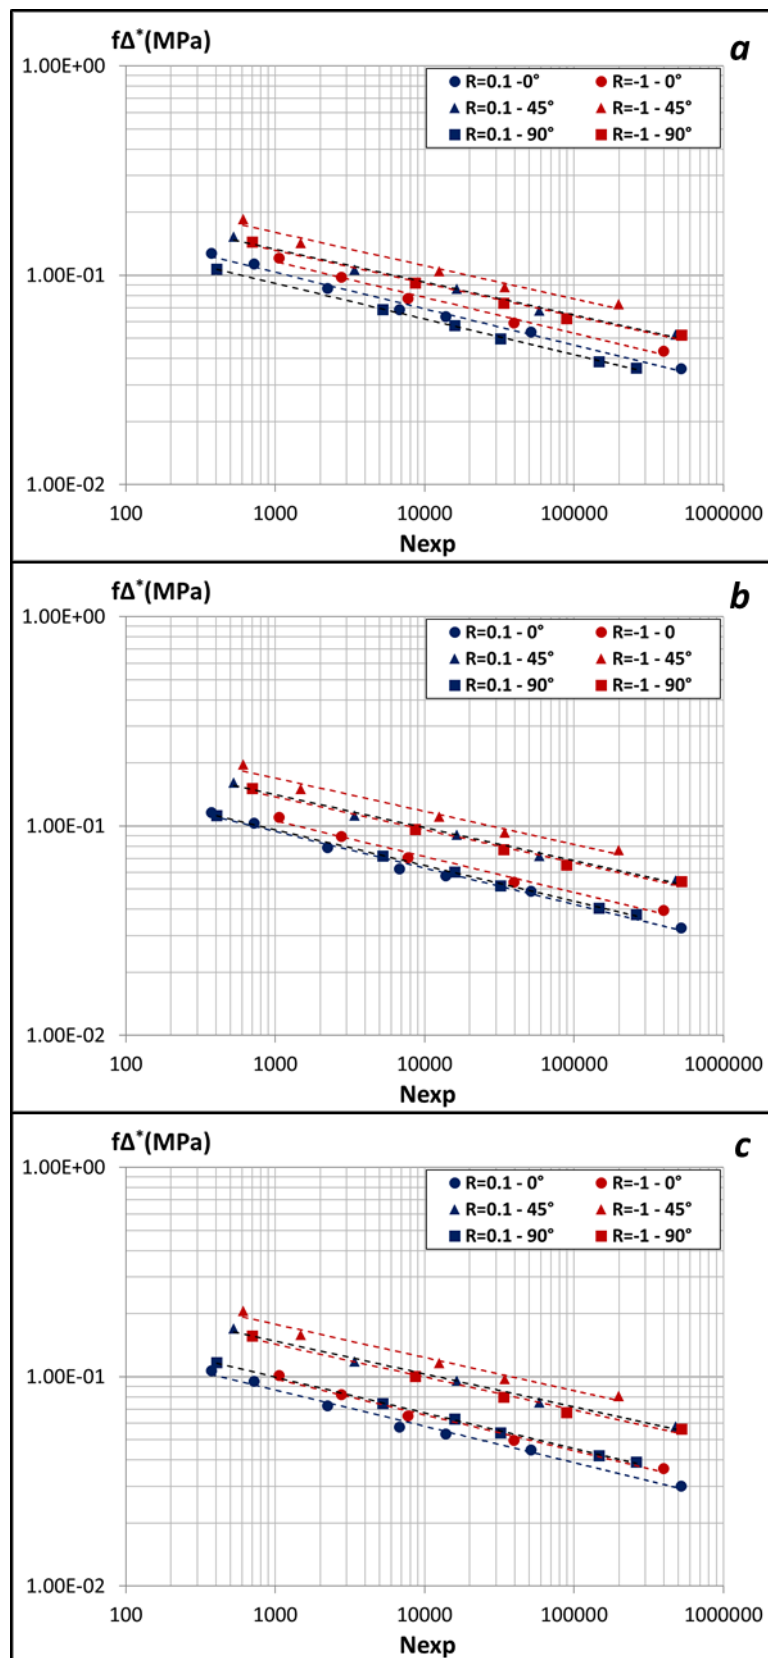 fΔ*(MPa)
a
1.00E+00
R=0.1 -0° R=-1 - 0°
R=0.1 - 45° R=-1 - 45°
R=0.1 - 90° R=-1 - 90°
1.00E-01
1.00E-02
100 1000 10000 100000 1000000
Nexp
fΔ*(MPa)
b
1.00E+00
R=0.1 - 0° R=-1 - 0
R=0.1 - 45° R=-1 - 45°
R=0.1 - 90° R=-1 - 90°
1.00E-01
1.00E-02
100 1000 10000 100000 1000000
Nexp
fΔ*(MPa)
c
1.00E+00
R=0.1 - 0° R=-1 - 0°
R=0.1 - 45° R=-1 - 45°
R=0.1 - 90° R=-1 - 90°
1.00E-01
1.00E-02
100 1000 10000 100000 1000000
Nexp